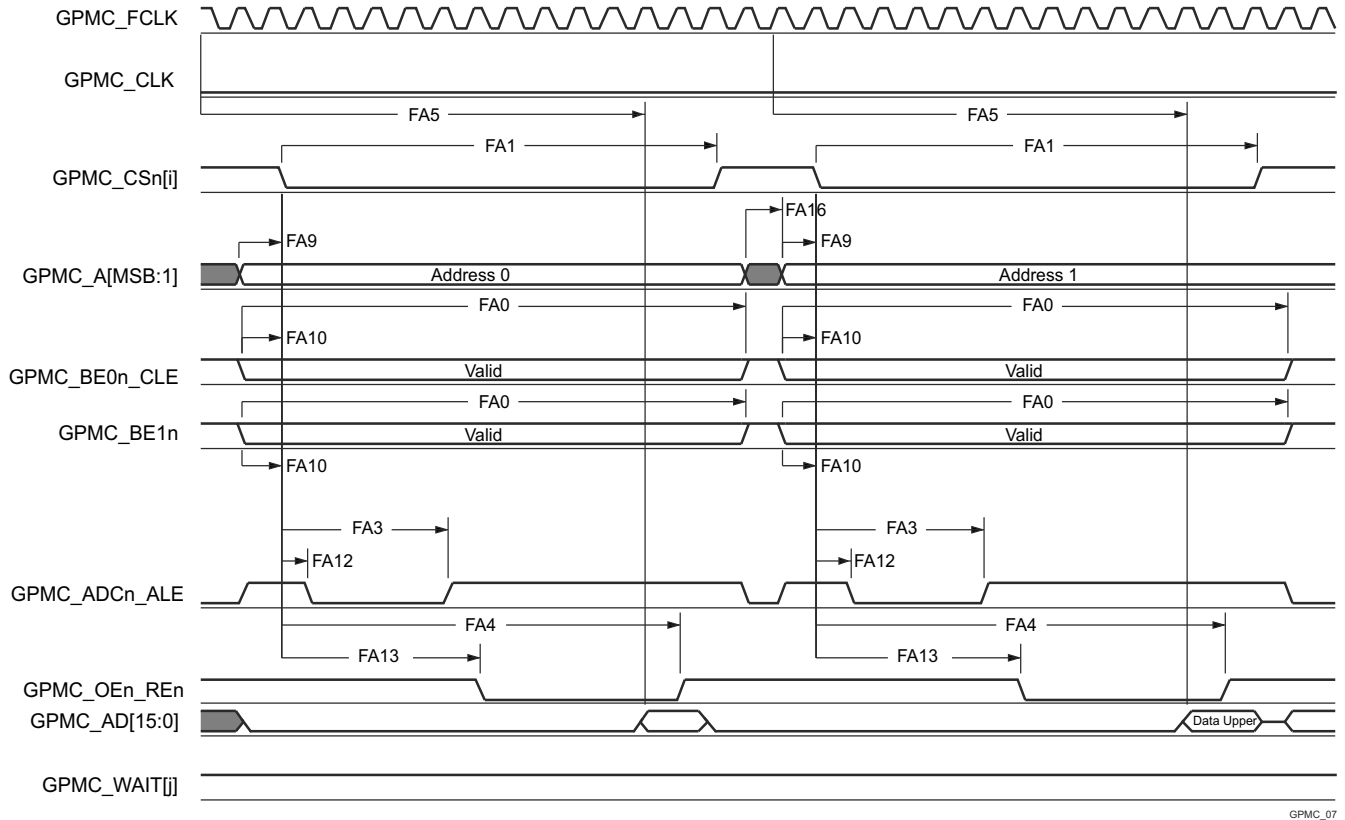 GPMC_FCLK
GPMC_CLK
FA5 FA5
FA1 FA1
GPMC_CSn[i]
FA16
FA9 FA9
GPMC_A[MSB:1] Address 0 Address 1
FA0 FA0
FA10 FA10
GPMC_BE0n_CLE Valid Valid
FA0 FA0
GPMC_BE1n Valid Valid
FA10 FA10
FA3 FA3
FA12 FA12
GPMC_ADCn_ALE
FA4 FA4
FA13 FA13
GPMC_OEn_REn
GPMC_AD[15:0] Data Upper
GPMC_WAIT[j]
GPMC_07